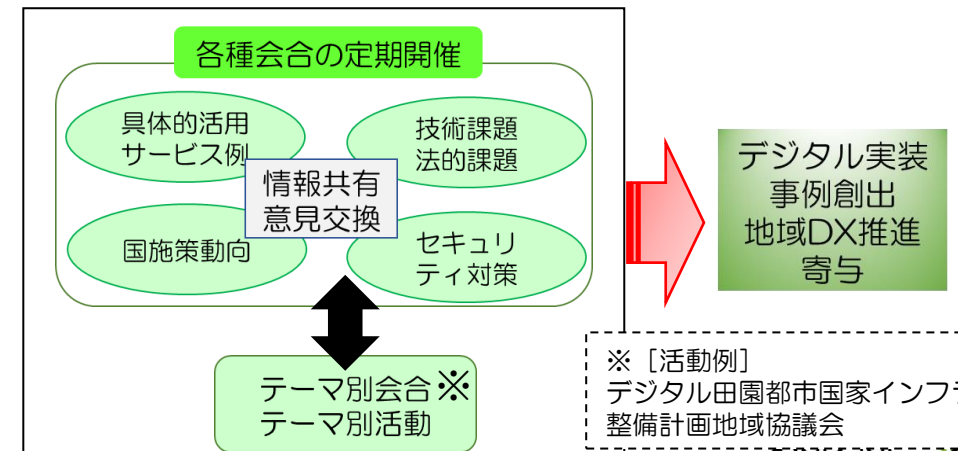 各種会合の定期開催
具体的活用
サービス例
技術課題
法的課題
情報共有
意見交換
国施策動向
セキュリ
ティ対策
テーマ別会合※
テーマ別活動
デジタル実装
事例創出
地域DX推進
寄与
※［活動例］
デジタル田園都市国家インフラ
整備計画地域協議会